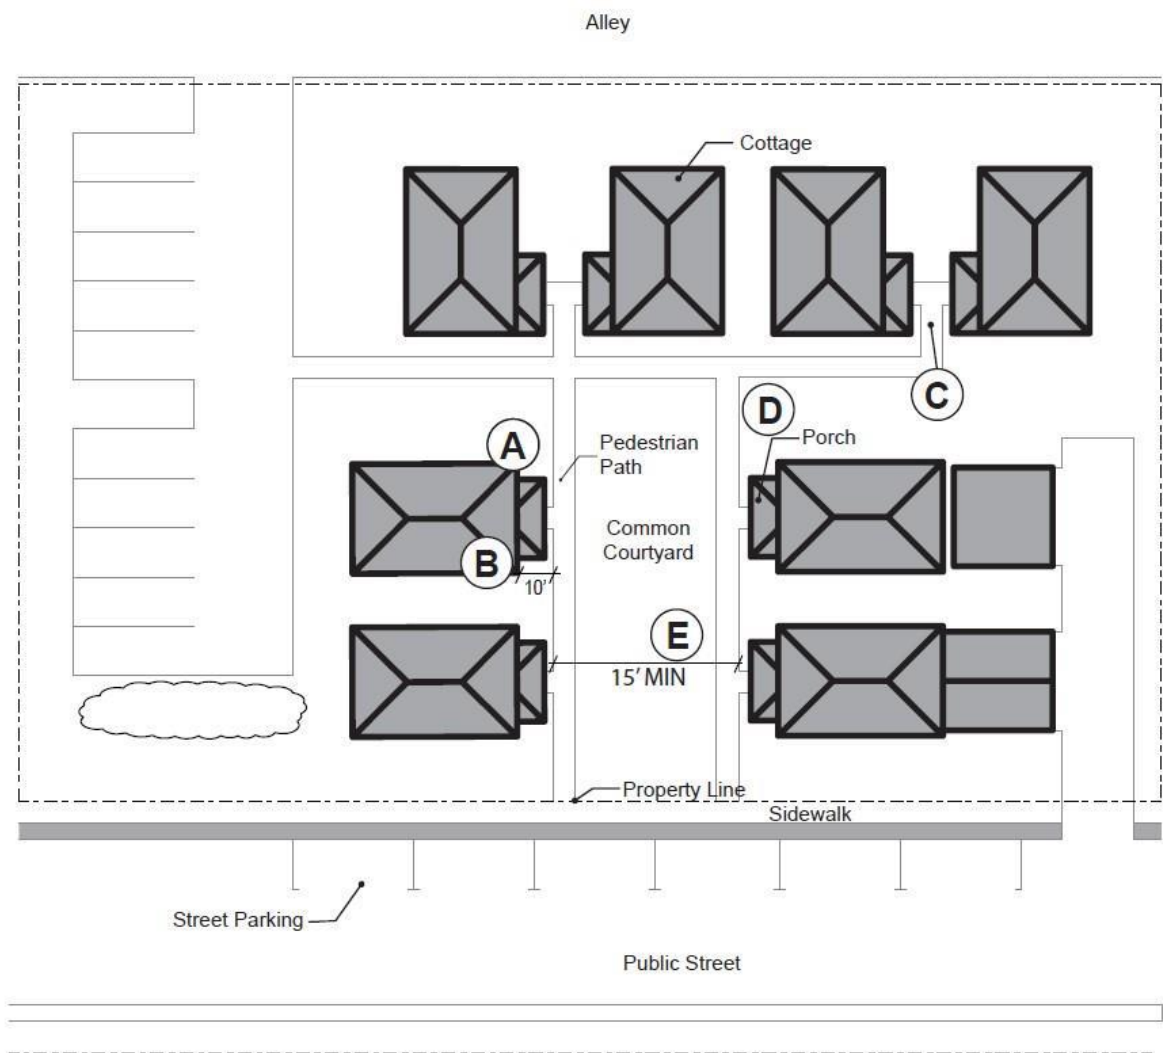 Alley
Cottage
C
D
A
Pedestrian
Path
Porch
Common
Courtyard
B
10'
E
15' MIN
Property Line
Sidewalk
Street Parking
Public Street